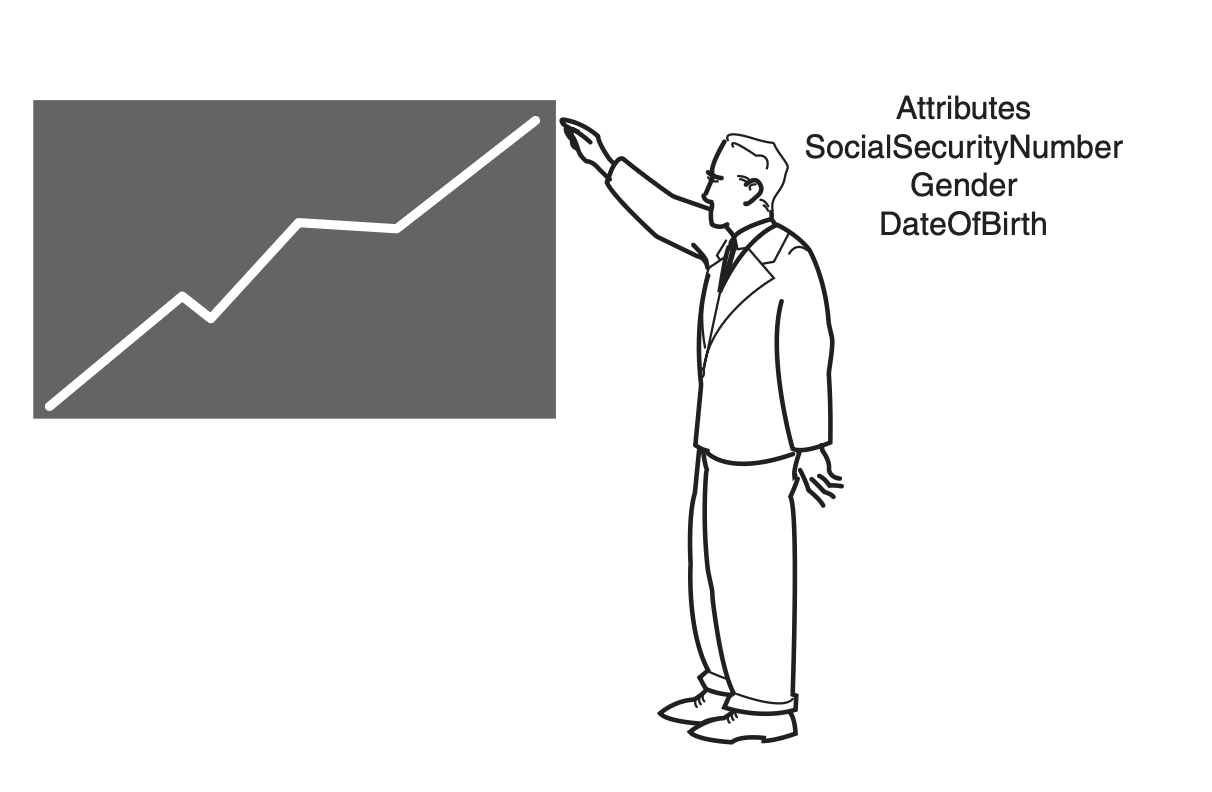 Attributes
SocialSecurityNumber
Gender
DateOfBirth